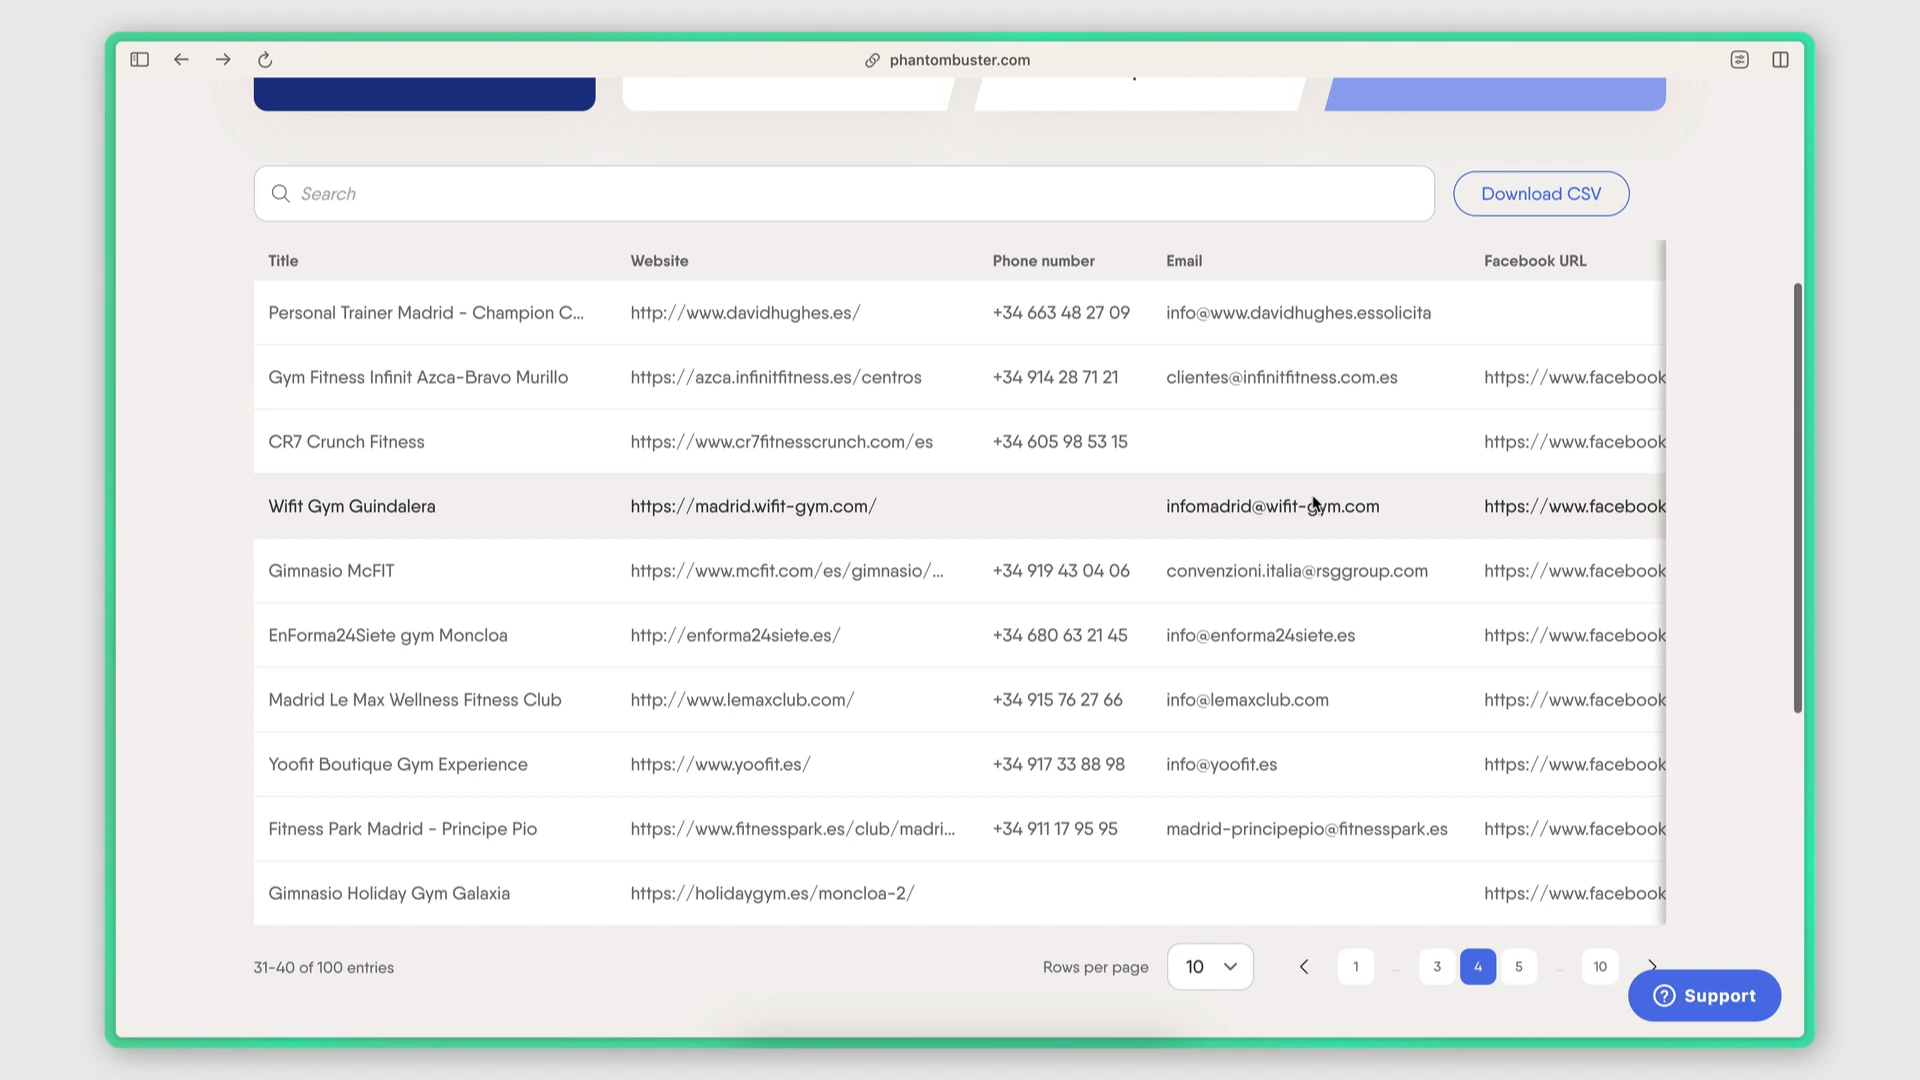 phantombuster.com
Search
Download CSV
Title Website Phone number Email Facebook URL
Personal Trainer Madrid - Champion C... http://www.davidhughes.es/ +34 663 48 27 09 info@www.davidhughes.essolicita
Gym Fitness Infinit Azca-Bravo Murillo https://azca.infinitfitness.es/centros +34 914 28 71 21 clientes@infinitfitness.com.es https://www.facebook
CR7 Crunch Fitness https://www.cr7fitnesscrunch.com/es +34 605 98 53 15 https://www.facebook
Wifit Gym Guindalera https://madrid.wifit-gym.com/ infomadrid@wifit-gym.com https://www.facebook
Gimnasio McFIT https://www.mcfit.com/es/gimnasio/... +34 919 43 04 06 convenzioni.italia@rsggroup.com https://www.facebook
EnForma24Siete gym Moncloa http://enforma24siete.es/ +34 680 63 21 45 info@enforma24siete.es https://www.facebook
Madrid Le Max Wellness Fitness Club http://www.lemaxclub.com/ +34 915 76 27 66 info@lemaxclub.com https://www.facebook
Yoofit Boutique Gym Experience https://www.yoofit.es/ +34 917 33 88 98 info@yoofit.es https://www.facebook
Fitness Park Madrid - Principe Pio https://www.fitnesspark.es/club/madri... +34 911 17 95 95 madrid-principepio@fitnesspark.es https://www.facebook
Gimnasio Holiday Gym Galaxia https://holidaygym.es/moncloa-2/ https://www.facebook
31-40 of 100 entries Rows per page 10 1 ... 3 4 5 ... 10
Support